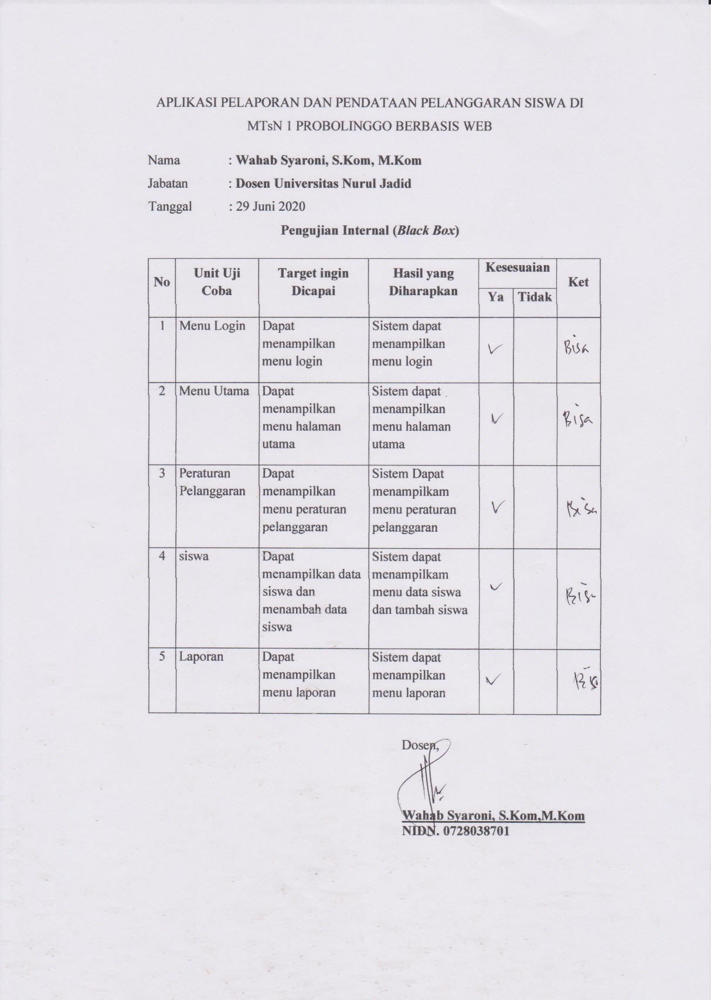 APLIKASI PELAPORAN DAN PENDATAAN PELANGGARAN SISWA DI
MTsN 1 PROBOLINGGO BERBASIS WEB
Nama : Wahab Syaroni, S.Kom, M.Kom
Jabatan : Dosen Universitas Nurul Jadid
Tanggal : 29 Juni 2020
Pengujian Internal (Black Box)
No Unit Uji Coba Target ingin Dicapai Hasil yang Diharapkan Kesesuaian Ket
Ya Tidak
1 Menu Login Dapat Sistem dapat
menampilkan menampilkan ✓ Bisa
menu login menu login
2 Menu Utama Dapat Sistem dapat
menampilkan menampilkan ✓ Bisa
menu halaman menu halaman
utama utama
3 Peraturan Dapat Sistem Dapat
Pelanggaran menampilkan menampilkam
menu peraturan menu peraturan ✓ Bisa
pelanggaran pelanggaran
4 siswa Dapat Sistem dapat
menampilkan data menampilkam
siswa dan menu data siswa ✓ Bisa
menambah data dan tambah siswa
siswa
5 Laporan Dapat Sistem dapat
menampilkan menampilkan ✓ Bisa
menu laporan menu laporan
Dosen,
Wahab Syaroni, S.Kom,M.Kom
NIDN. 0728038701